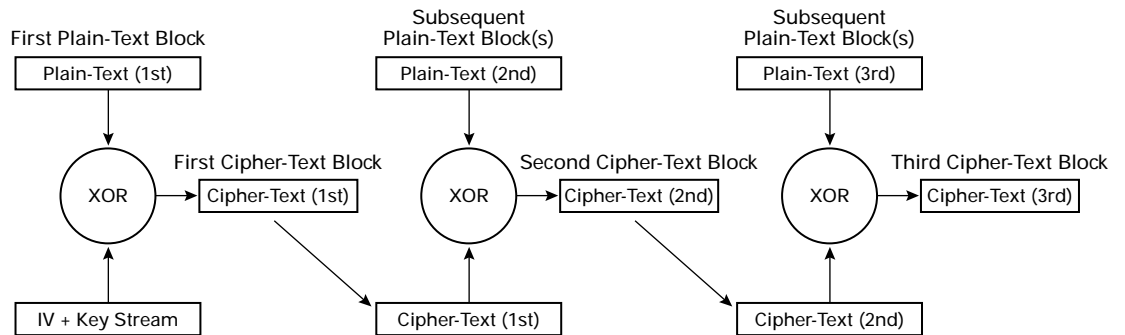 First Plain-Text Block
Plain-Text (1st)
Subsequent
Plain-Text Block(s)
Plain-Text (2nd)
Subsequent
Plain-Text Block(s)
Plain-Text (3rd)
XOR
First Cipher-Text Block
Cipher-Text (1st)
XOR
Second Cipher-Text Block
Cipher-Text (2nd)
XOR
Third Cipher-Text Block
Cipher-Text (3rd)
IV + Key Stream
Cipher-Text (1st)
Cipher-Text (2nd)